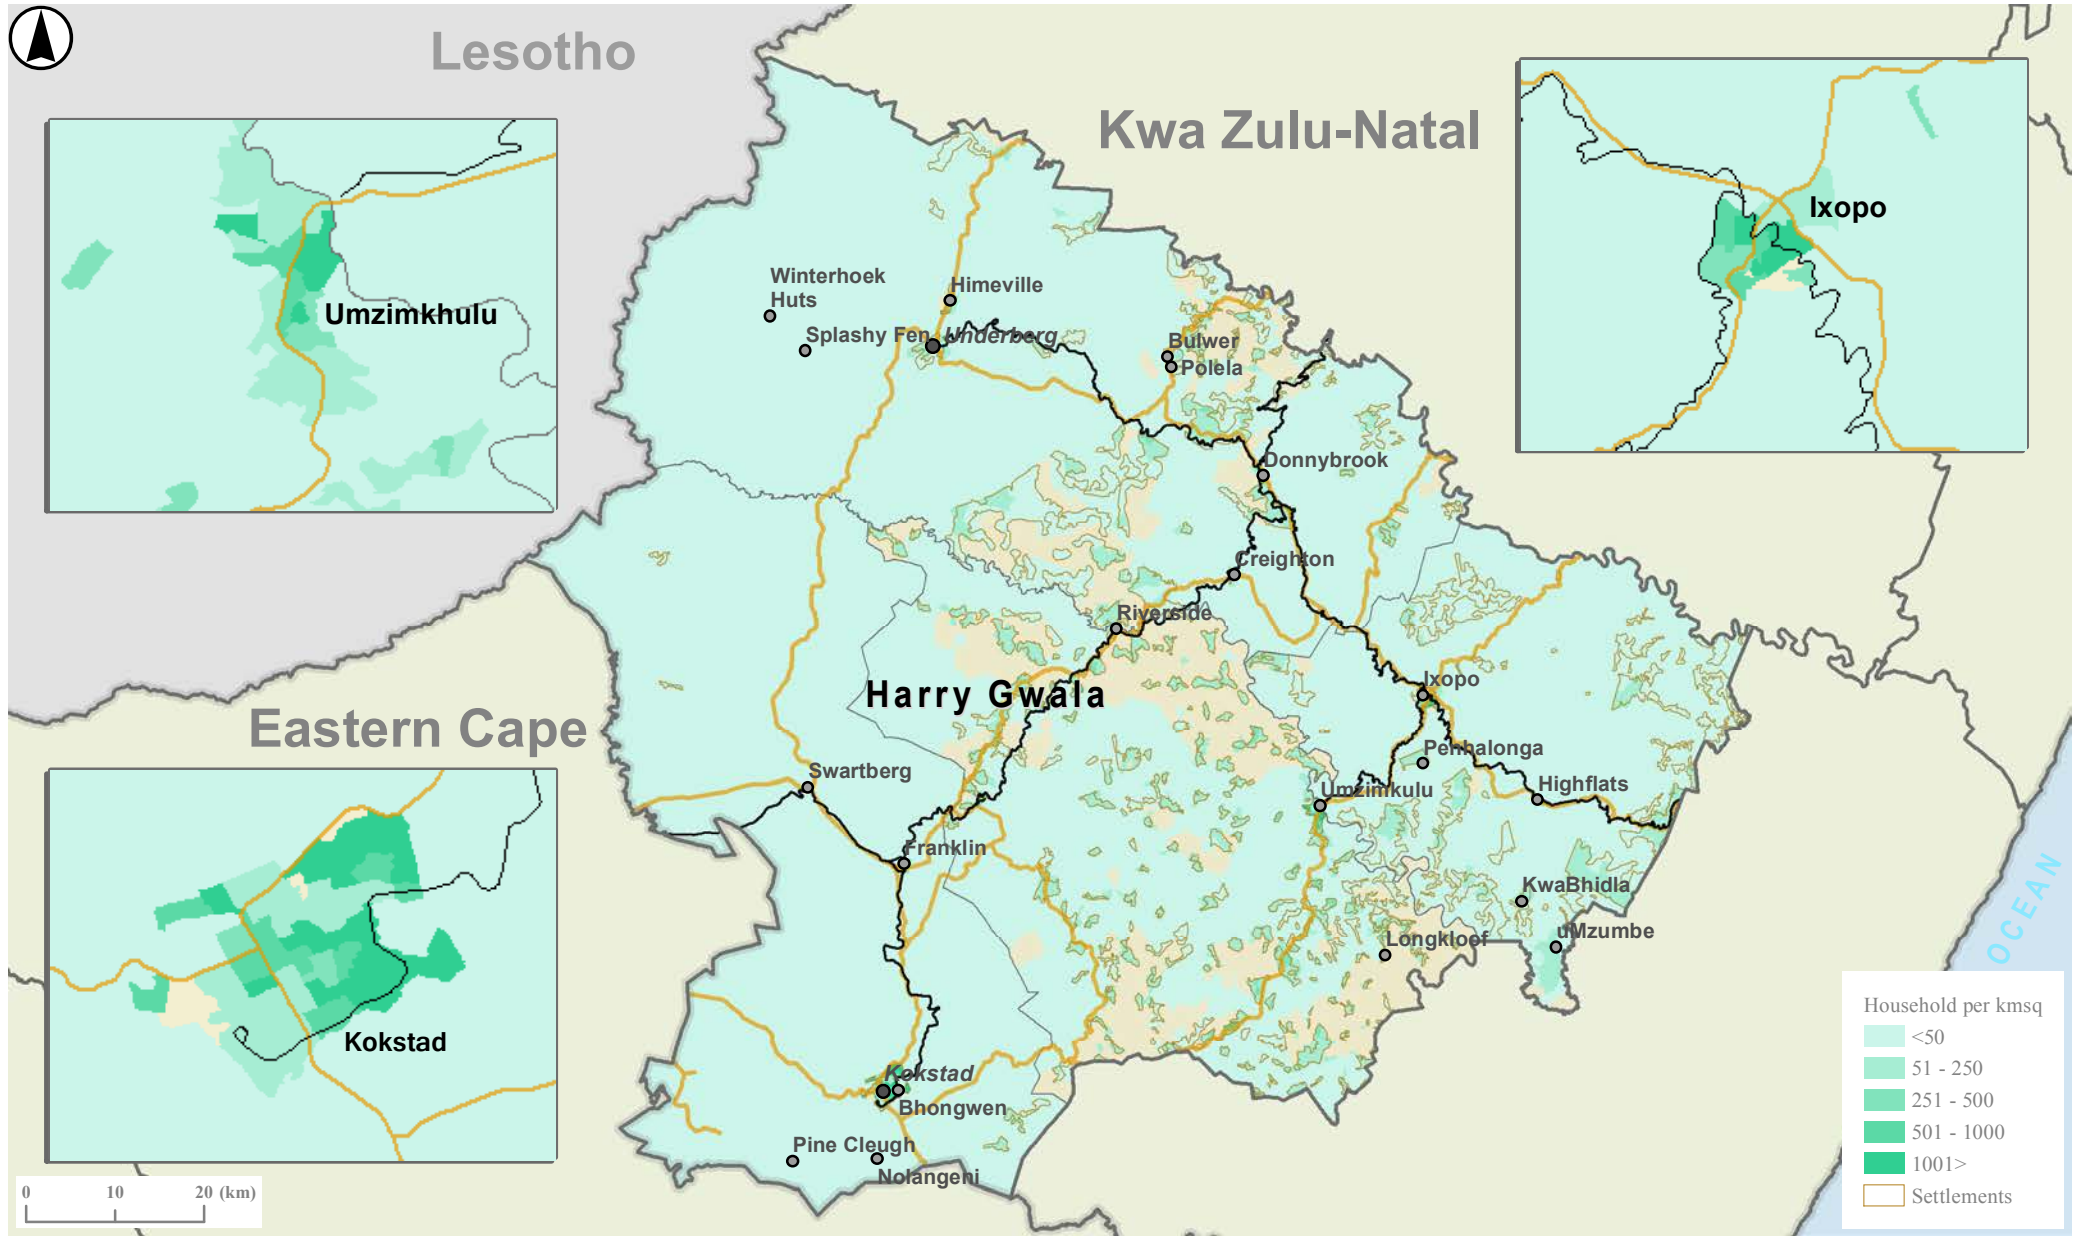 Lesotho
Kwa Zulu-Natal
Ixopo
Umzimkhulu
Winterhoek
Huts
Himeville
Splashy Fen
Underberg
Bulwer
Polela
Donnybrook
Creighton
Riverside
Harry Gwala
Ixopo
Eastern Cape
Penhalonga
Swartberg
Highflats
Umzimkulu
Franklin
KwaBhidla
uMzumbe
Longkloof
OCEAN
Kokstad
Kokstad
Bhongwen
Pine Cleugh
Nolangeni
Household per kmsq
<50
51 - 250
251 - 500
501 - 1000
1001>
Settlements
0 10 20 (km)